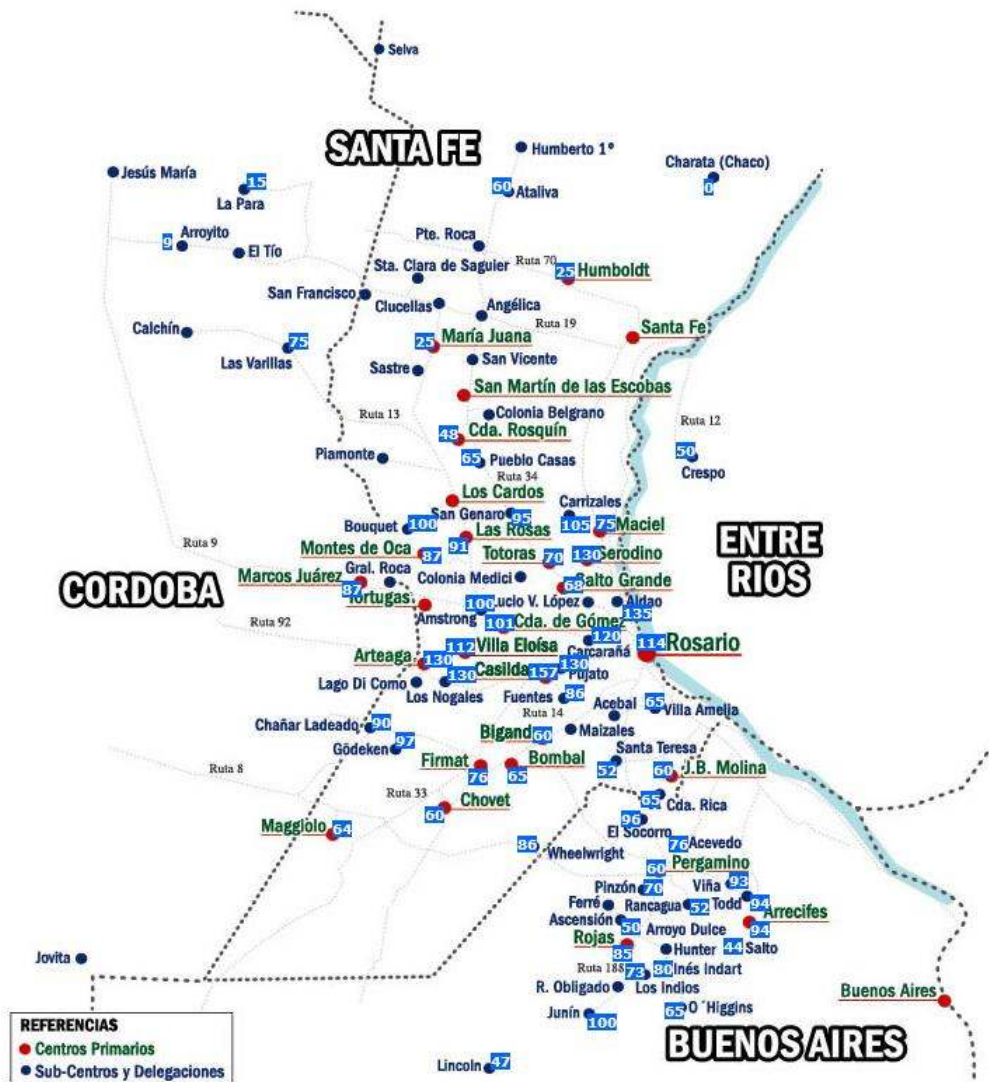 Selva
SANTA FE
Humberto 1º
Jesús María
Charata (Chaco)
0
15
La Para
60
Ataliva
9
Arroyito
El Tío
Pte. Roca
Ruta 70
Sta. Clara de Saguier
25
Humboldt
San Francisco
Clucellas
Angélica
Ruta 19
Santa Fe
Calchín
75
Las Varillas
25
María Juana
San Vicente
Sastre
San Martín de las Escobas
Ruta 13
Colonia Belgrano
Ruta 12
48
Cda. Rosquín
Piamonte
65
Pueblo Casas
50
Crespo
Ruta 34
Los Cardos
San Genaro
95
Carrizales
105
75
Maciel
Bouquet
100
Las Rosas
91
ENTRE
RIOS
Ruta 9
Montes de Oca
87
Totoras
70
130
Serodino
CORDOBA
Marcos Juárez
87
Gral. Roca
Colonia Medici
68
Salto Grande
Tortugas
100
Lucio V. López
Aldao
135
Amstrong
101
Cda. de Gómez
Ruta 92
120
Carcarañá
114
Rosario
112
Villa Eloísa
Arteaga
130
Casilda
157
130
Pujato
Lago Di Como
130
Los Nogales
Fuentes
86
Acebal
65
Villa Amelia
Ruta 14
Chañar Ladeado
90
Bigand
60
Maizales
Gödeken
97
Santa Teresa
52
Ruta 8
Firmat
76
Bombal
65
60
J.B. Molina
Ruta 33
Chovet
60
65
Cda. Rica
96
El Socorro
Maggiolo
64
86
Wheelwright
76
Acevedo
60
Pergamino
Pinzón
70
Viña
93
Ferré
Rancagua
52
Todd
94
Ascensión
50
Arroyo Dulce
Arrecifes
94
Rojas
85
Hunter
44
Salto
Jovita
Ruta 188
73
80
Inés Indart
R. Obligado
Los Indios
Buenos Aires
Junín
100
65
O´Higgins
BUENOS AIRES
REFERENCIAS
Centros Primarios
Sub-Centros y Delegaciones
Lincoln
47